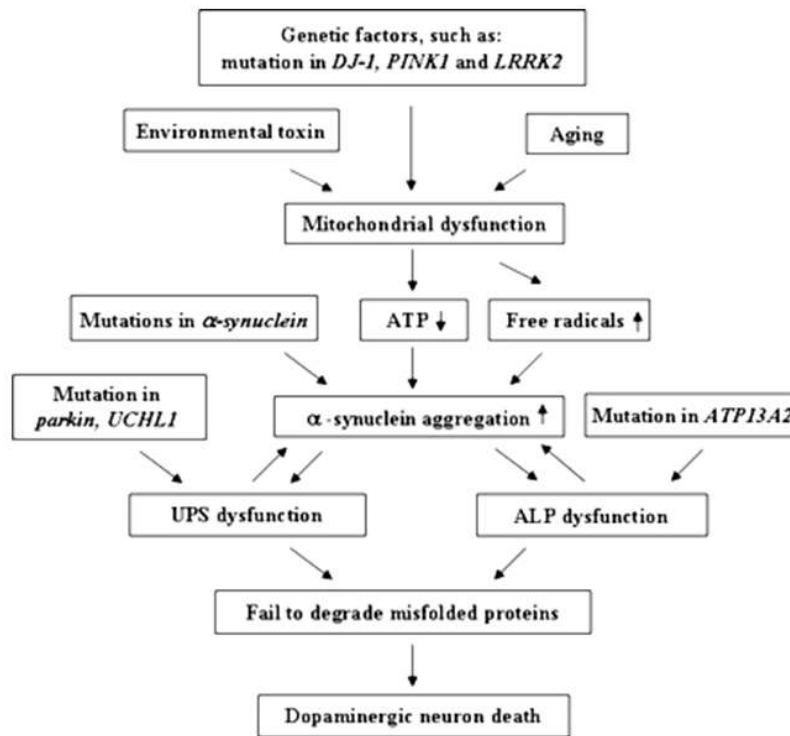 Genetic factors, such as:
mutation in DJ-1, PINK1 and LRRK2
Environmental toxin
Aging
Mitochondrial dysfunction
Mutations in α-synuclein
ATP ↓
Free radicals ↑
Mutation in
parkin, UCHL1
α-synuclein aggregation ↑
Mutation in ATP13A2
UPS dysfunction
ALP dysfunction
Fail to degrade misfolded proteins
Dopaminergic neuron death